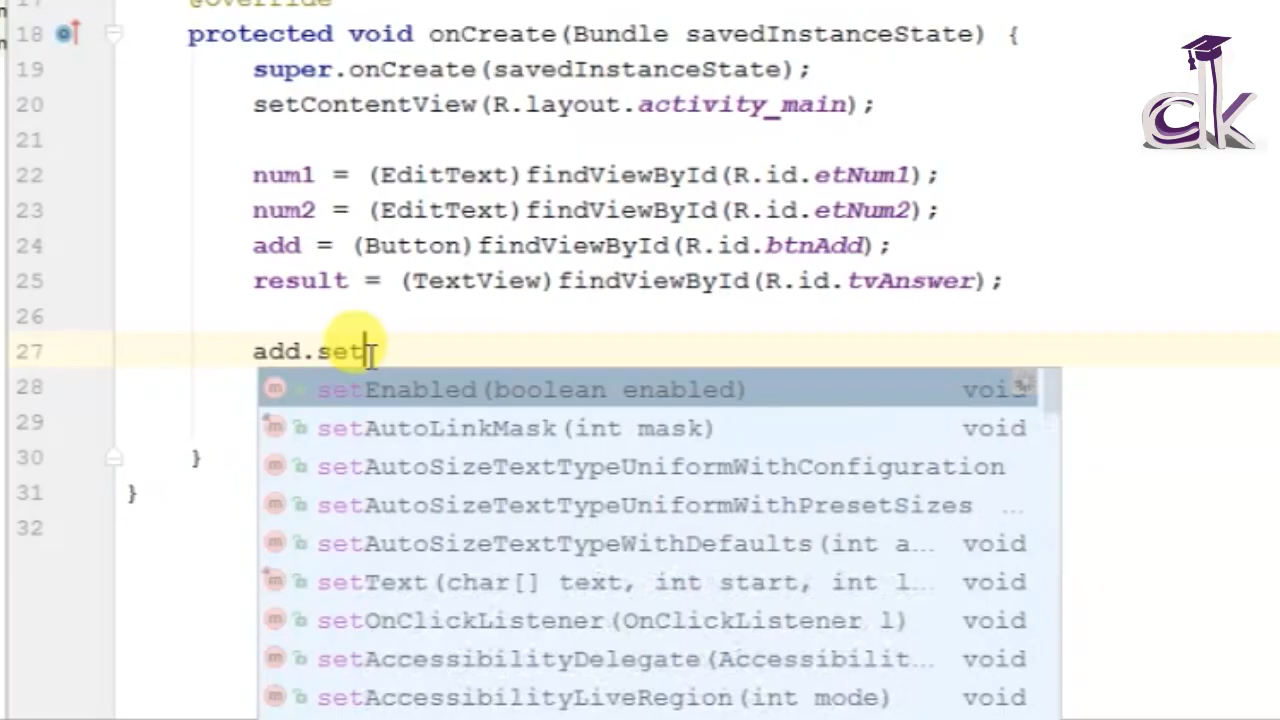 17 @Override
18 protected void onCreate(Bundle savedInstanceState) {
19 super.onCreate(savedInstanceState);
20 setContentView(R.layout.activity_main);
21
22 num1 = (EditText)findViewById(R.id.etNum1);
23 num2 = (EditText)findViewById(R.id.etNum2);
24 add = (Button)findViewById(R.id.btnAdd);
25 result = (TextView)findViewById(R.id.tvAnswer);
26
27 add.set
28 setEnabled(boolean enabled) void
setAutoLinkMask(int mask) void
29
30 }
setAutoSizeTextTypeUniformWithConfiguration
31 }
setAutoSizeTextTypeUniformWithPresetSizes ...
32
setAutoSizeTextTypeWithDefaults(int a... void
setText(char[] text, int start, int l... void
setOnClickListener(OnClickListener l) void
setAccessibilityDelegate(Accessibilit... void
setAccessibilityLiveRegion(int mode) void
ck